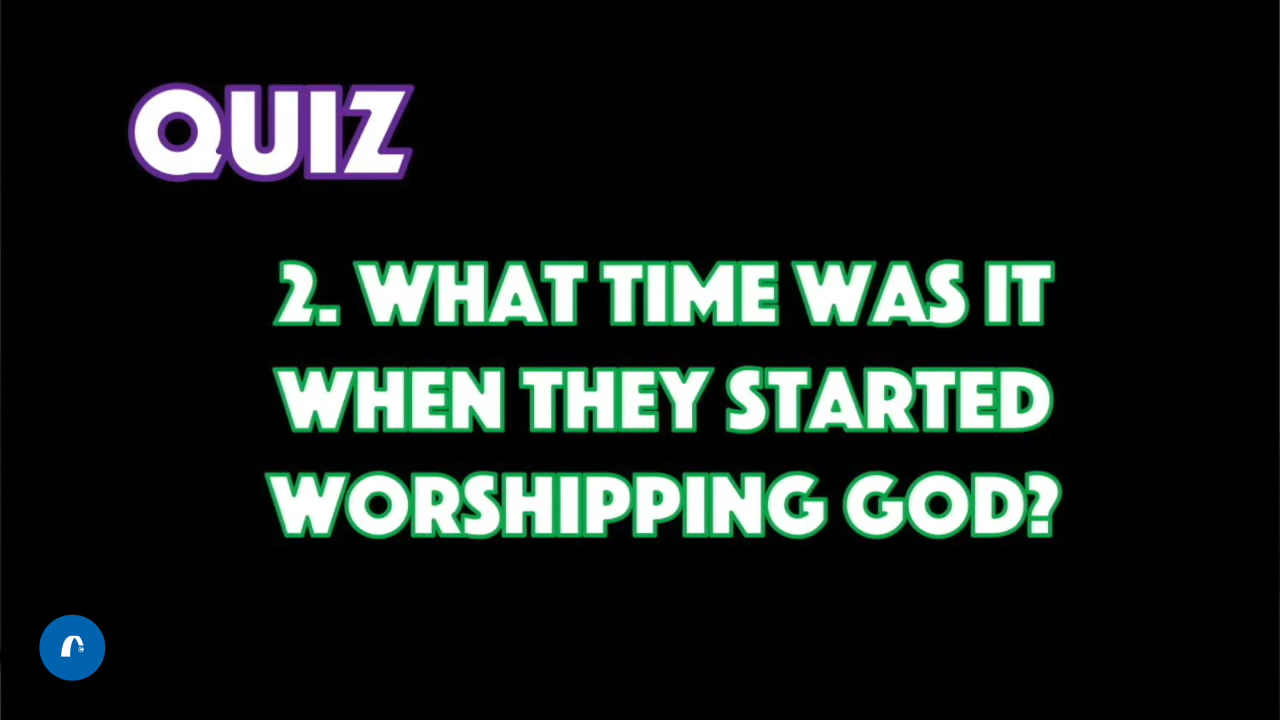 QUIZ
2. WHAT TIME WAS IT
WHEN THEY STARTED
WORSHIPPING GOD?